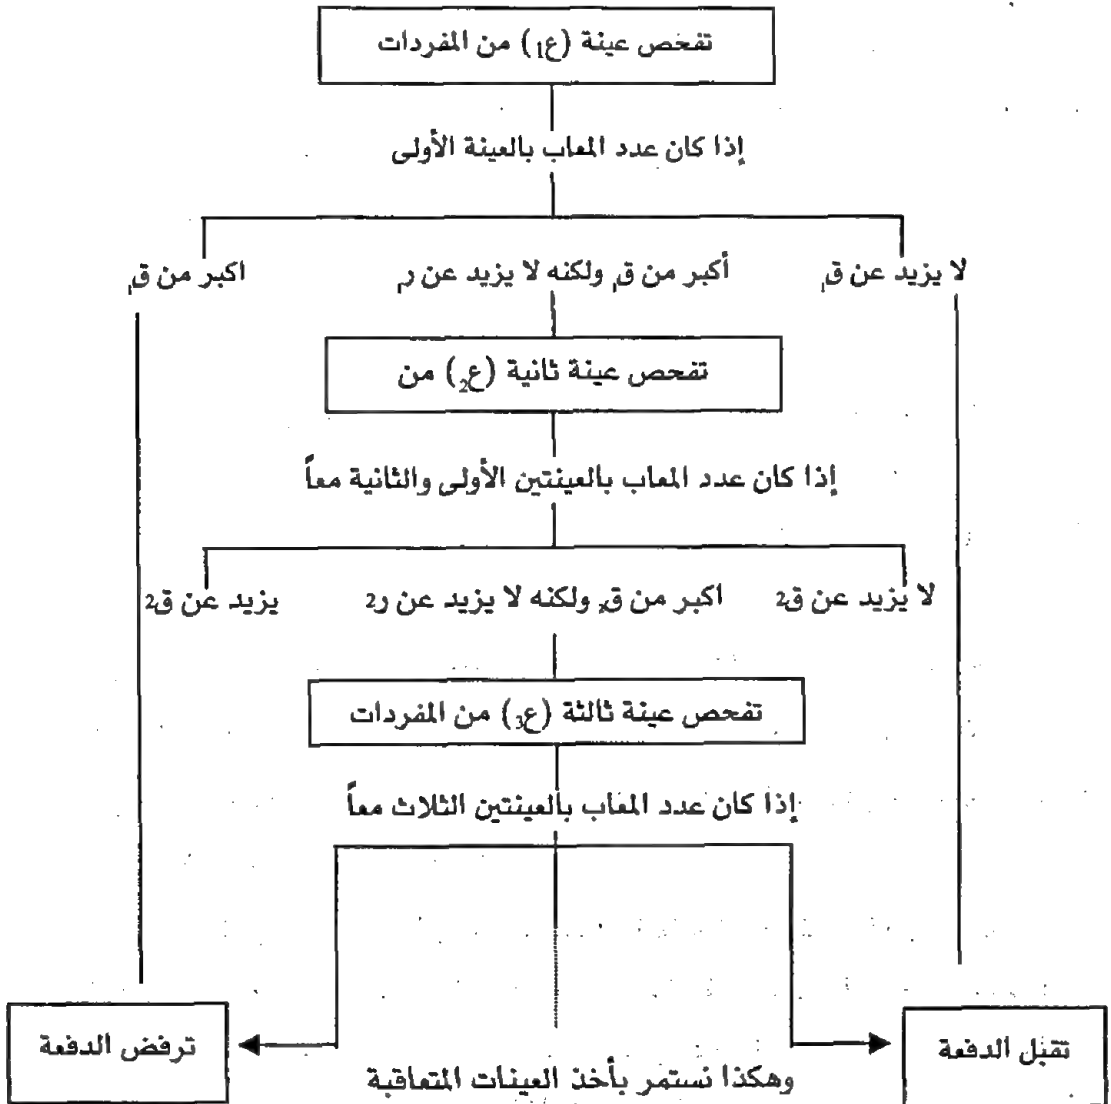 تفحص عينة (ع1) من المفردات
إذا كان عدد المعاب بالعينة الأولى
لا يزيد عن ق1
أكبر من ق1 ولكنه لا يزيد عن ر1
اكبر من ق1
تفحص عينة ثانية (ع2) من
إذا كان عدد المعاب بالعينتين الأولى والثانية معاً
لا يزيد عن ق2
اكبر من ق2 ولكنه لا يزيد عن ر2
يزيد عن ق2
تفحص عينة ثالثة (ع3) من المفردات
إذا كان عدد المعاب بالعينتين الثلاث معاً
تقبل الدفعة
ترفض الدفعة
وهكذا نستمر بأخذ العينات المتعاقبة